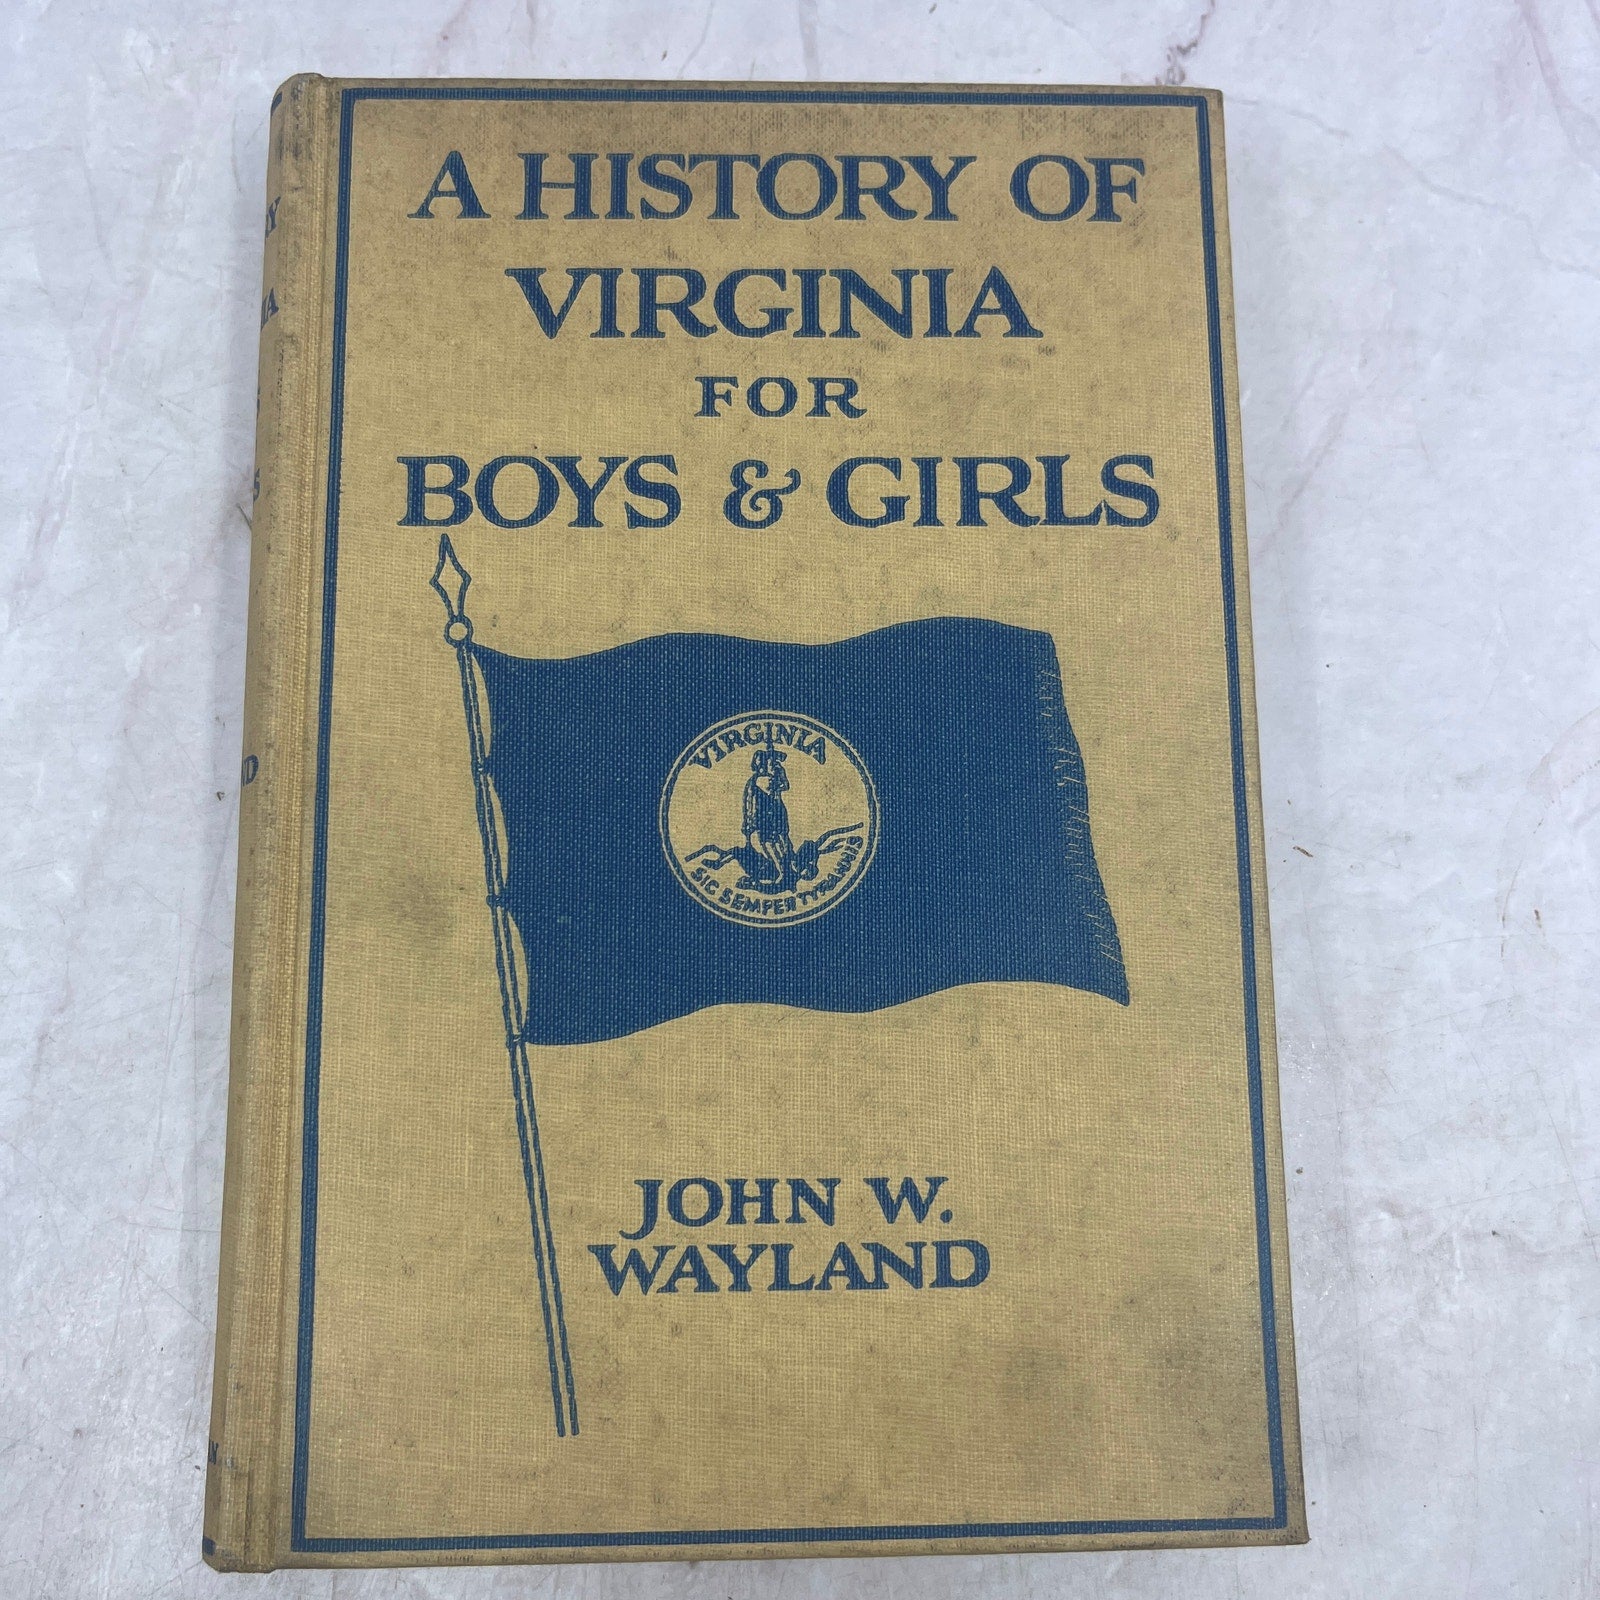 A HISTORY OF
VIRGINIA
FOR
BOYS & GIRLS
VIRGINIA
SIC SEMPER TYRANNIS
JOHN W.
WAYLAND